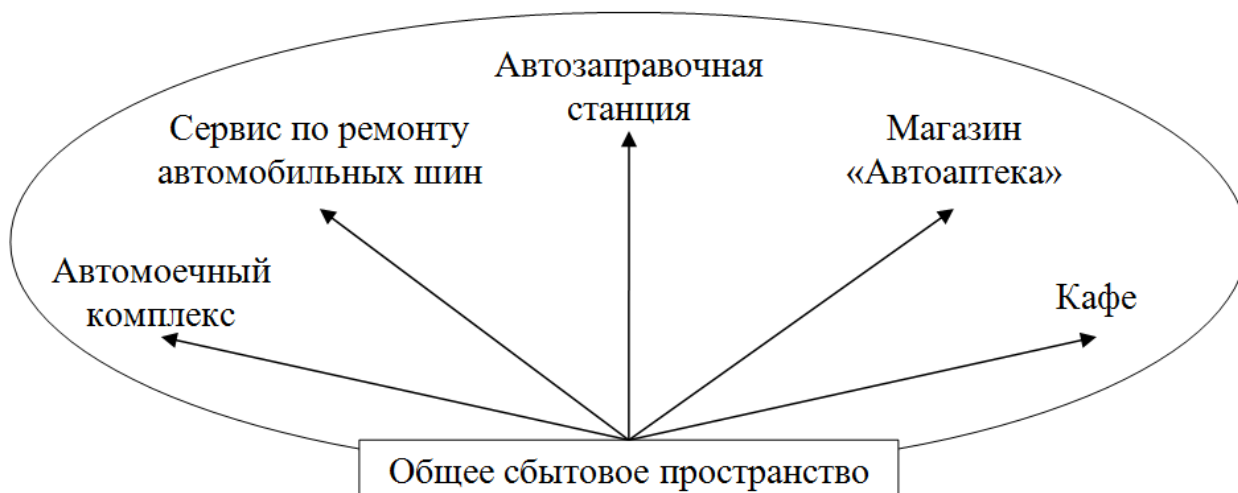 Автозаправочная
станция
Сервис по ремонту
автомобильных шин
Магазин
«Автоаптека»
Автомоечный
комплекс
Кафе
Общее сбытовое пространство